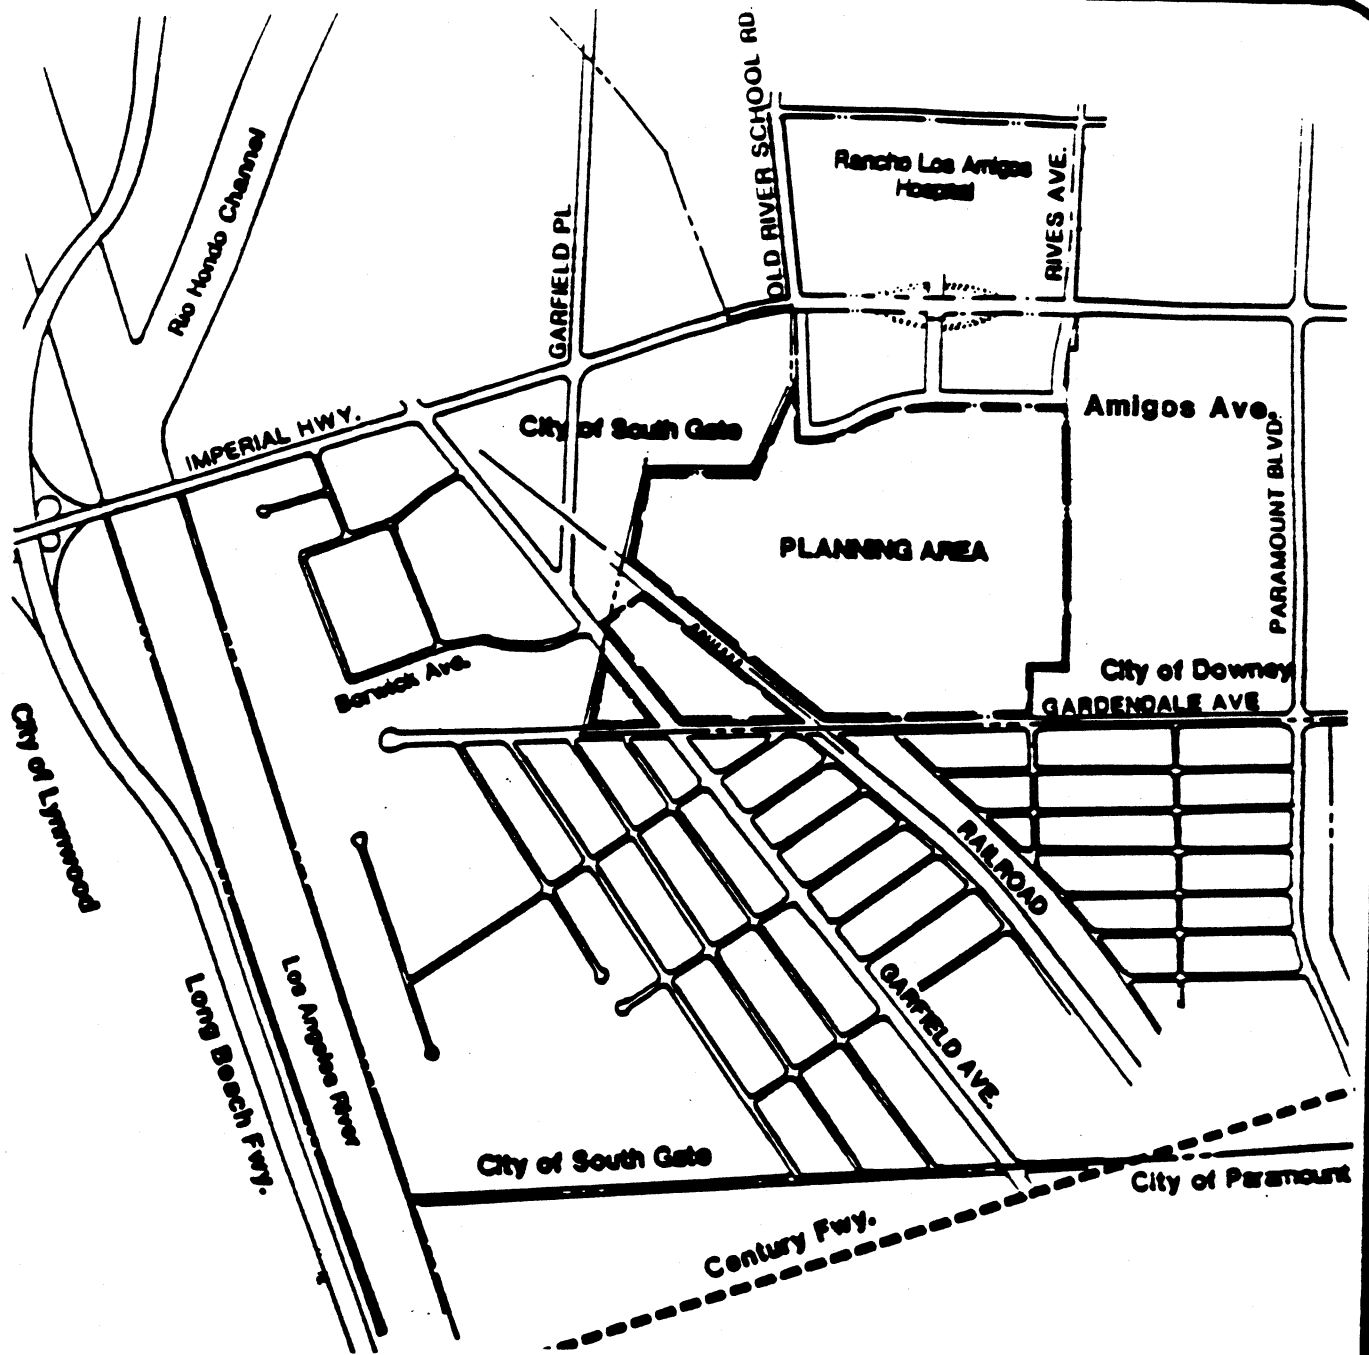 OLD RIVER SCHOOL RD
Rancho Los Amigos
Hospital
RIVES AVE.
Rio Hondo Channel
GARFIELD PL
IMPERIAL HWY.
City of South Gate
Amigos Ave.
PARAMOUNT BLVD.
PLANNING AREA
City of Downey
GARDENDALE AVE
Borwick Ave.
City of Lynwood
RAILROAD
Los Angeles River
GARFIELD AVE.
Long Beach Fwy.
City of South Gate
City of Paramount
Century Fwy.